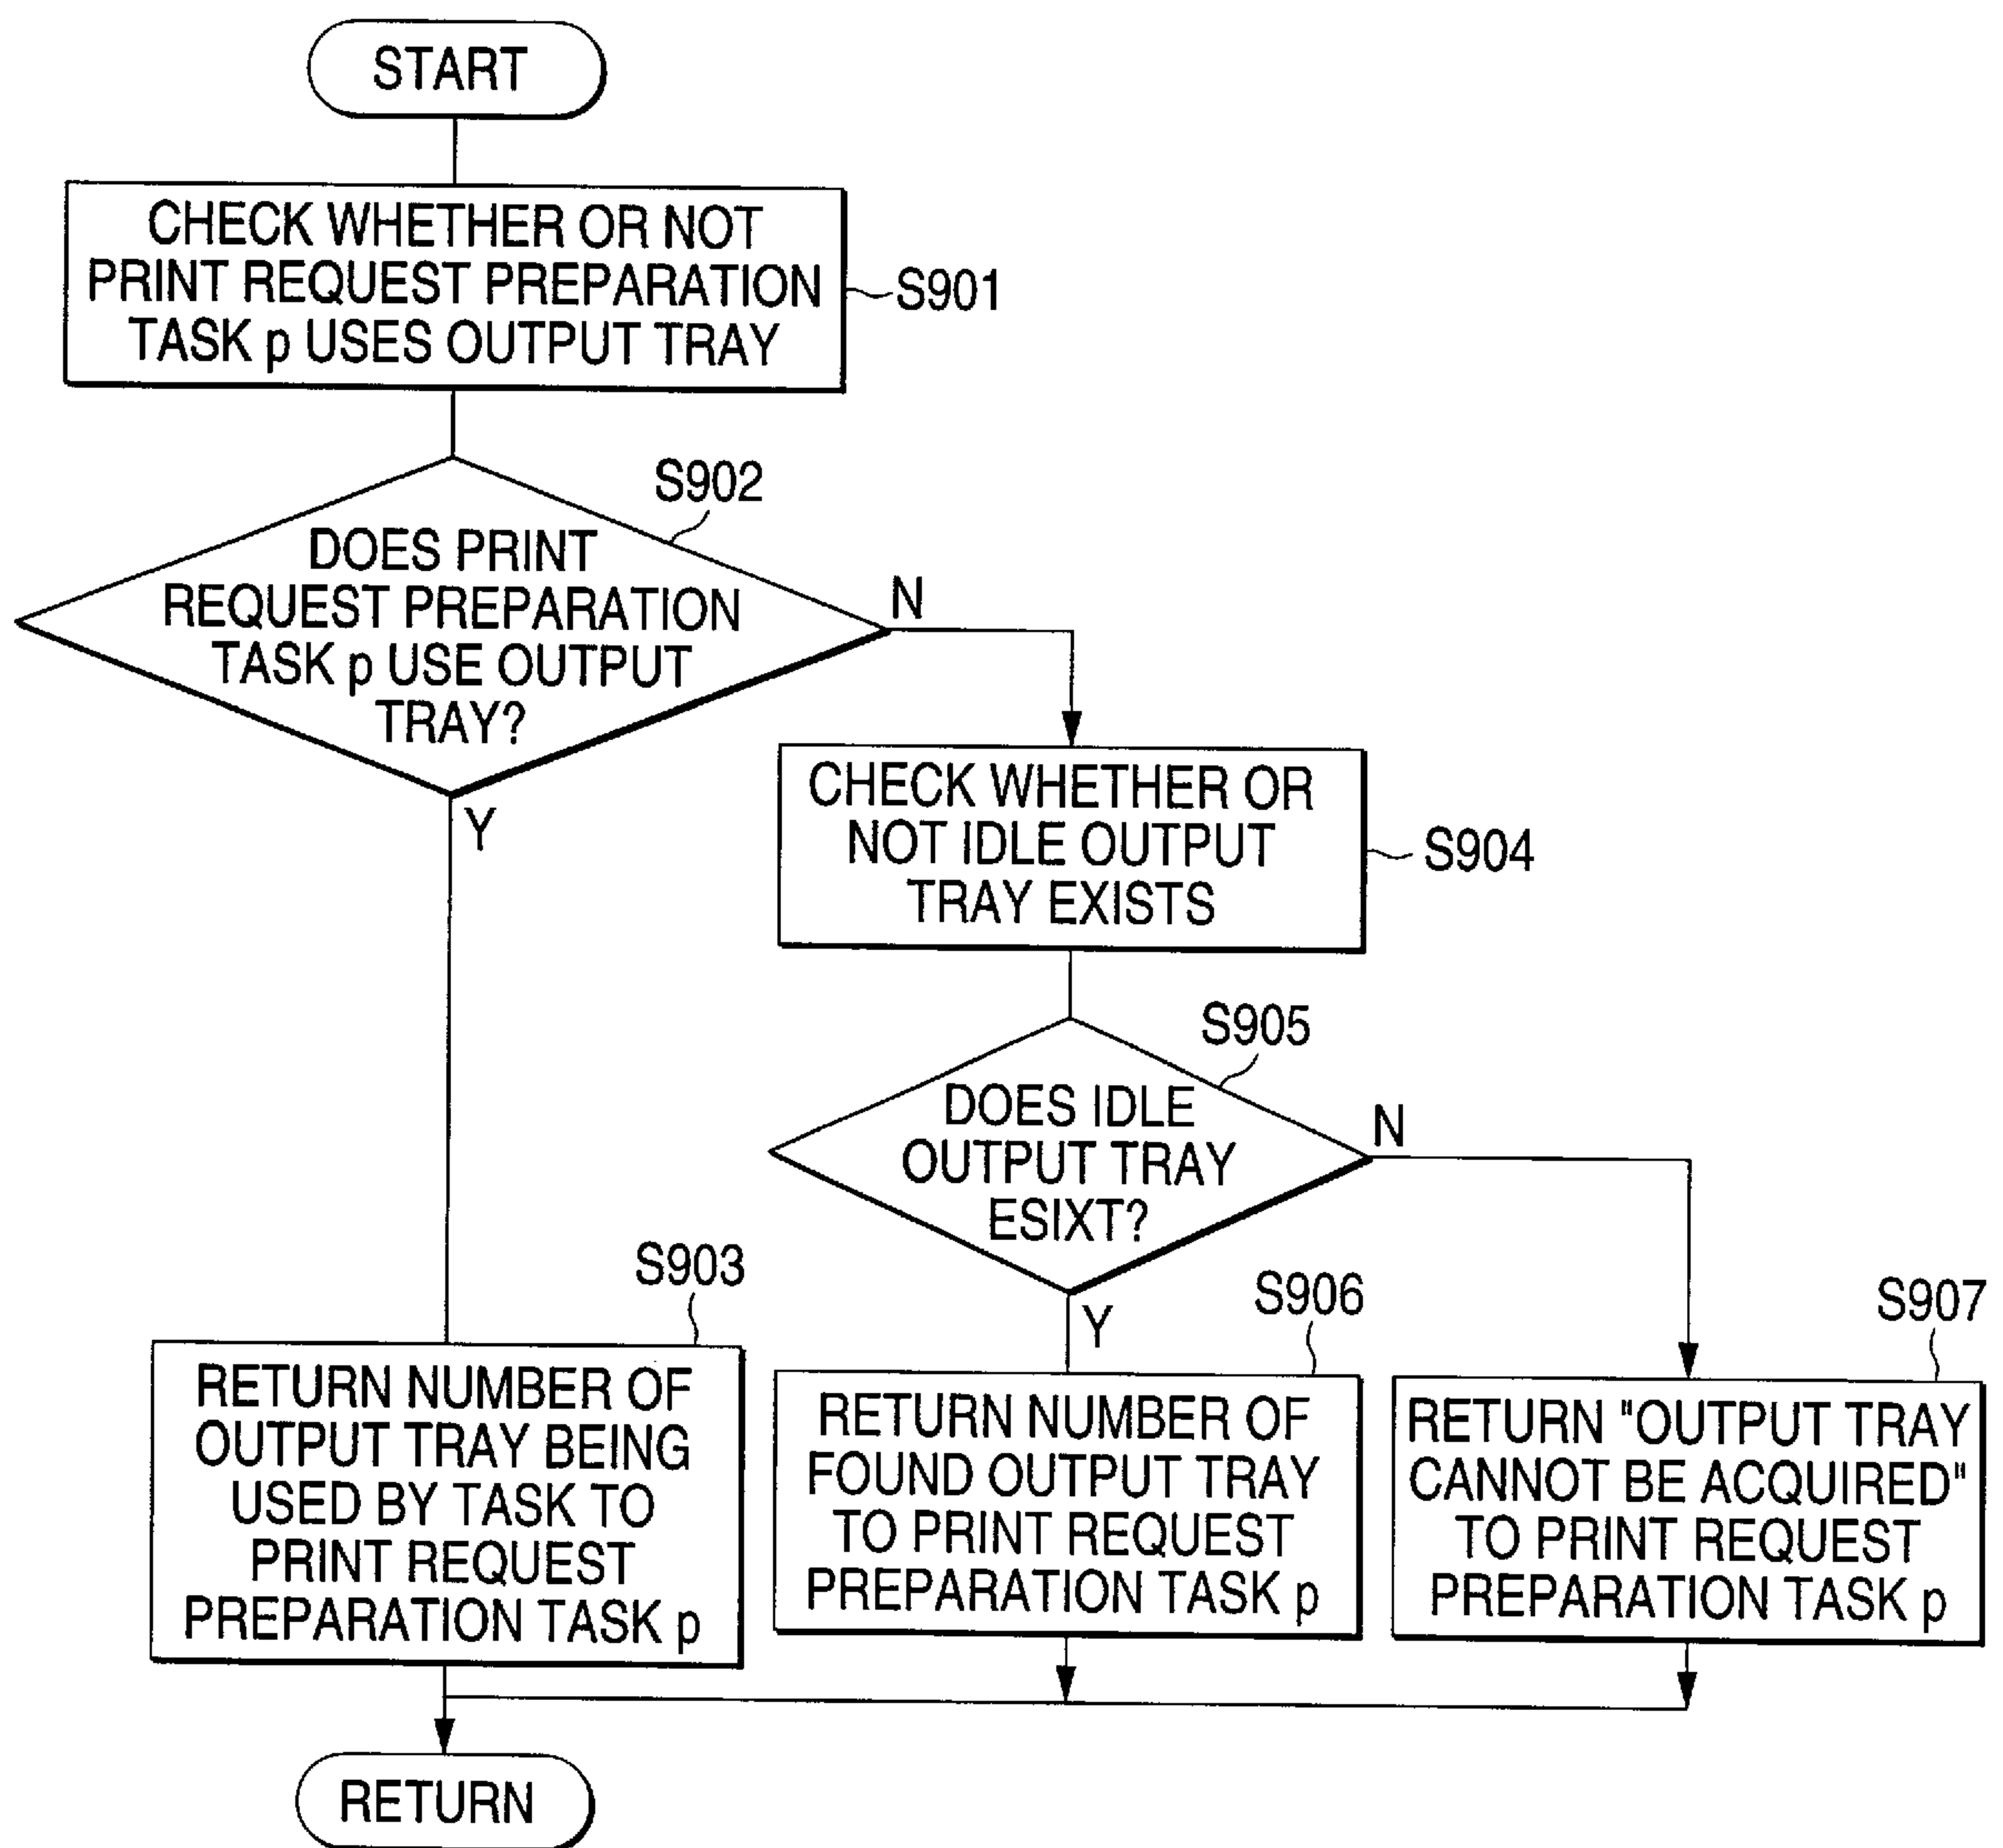 START
CHECK WHETHER OR NOT
PRINT REQUEST PREPARATION
TASK p USES OUTPUT TRAY
S901
S902
DOES PRINT
REQUEST PREPARATION
TASK p USE OUTPUT
TRAY?
N
Y
CHECK WHETHER OR
NOT IDLE OUTPUT
TRAY EXISTS
S904
S905
DOES IDLE
OUTPUT TRAY
ESIXT?
N
Y
S903
RETURN NUMBER OF
OUTPUT TRAY BEING
USED BY TASK TO
PRINT REQUEST
PREPARATION TASK p
S906
RETURN NUMBER OF
FOUND OUTPUT TRAY
TO PRINT REQUEST
PREPARATION TASK p
S907
RETURN "OUTPUT TRAY
CANNOT BE ACQUIRED"
TO PRINT REQUEST
PREPARATION TASK p
RETURN